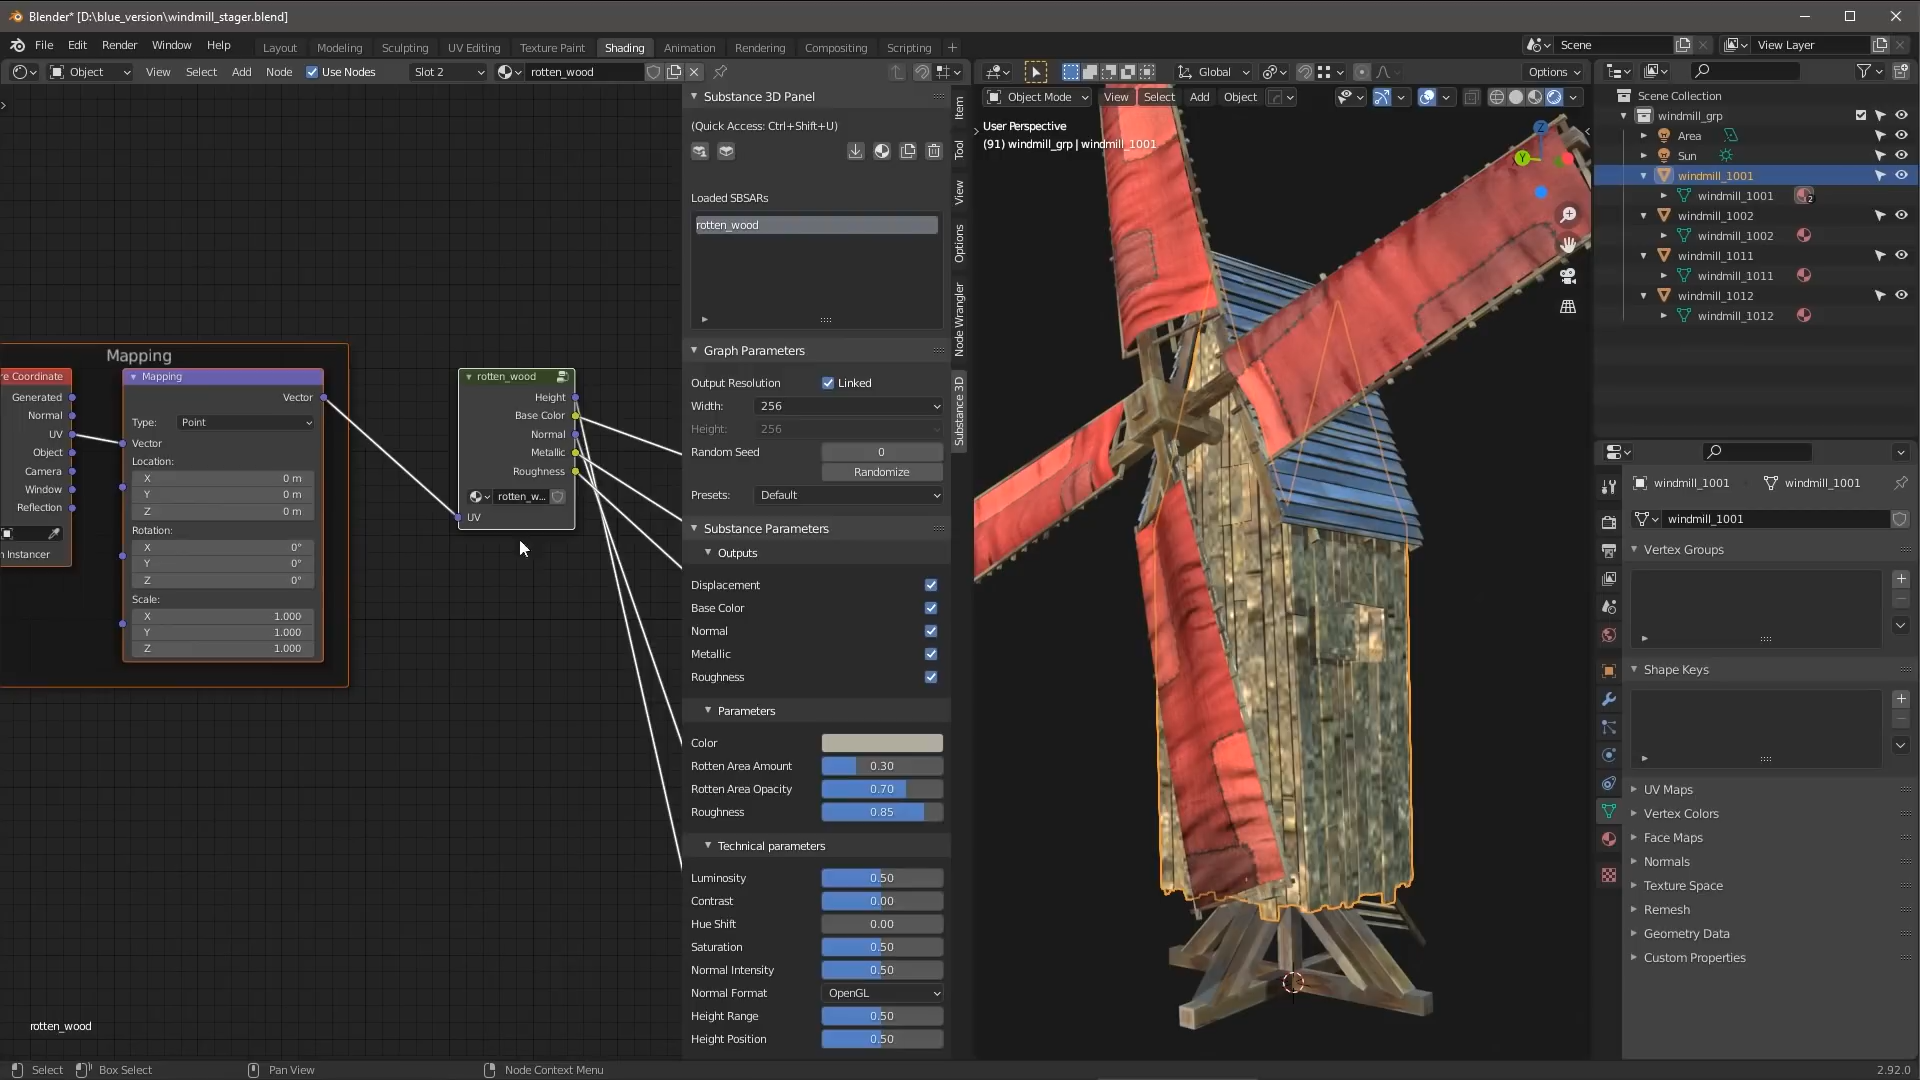 Blender* [D:\blue_version\windmill_stager.blend]
File Edit Render Window Help
Layout Modeling Sculpting UV Editing Texture Paint Shading Animation Rendering Compositing Scripting +
Scene
View Layer
Object View Select Add Node Use Nodes Slot 2 rotten_wood
Global Options
Mapping
re Coordinate
Generated
Normal
UV
Object
Camera
Window
Reflection
n Instancer
Mapping
Vector
Type: Point
Vector
Location:
X 0 m
Y 0 m
Z 0 m
Rotation:
X 0°
Y 0°
Z 0°
Scale:
X 1.000
Y 1.000
Z 1.000
rotten_wood
Height
Base Color
Normal
Metallic
Roughness
rotten_w...
UV
rotten_wood
Substance 3D Panel
(Quick Access: Ctrl+Shift+U)
Loaded SBSARs
rotten_wood
Graph Parameters
Output Resolution Linked
Width: 256
Height: 256
Random Seed 0
Randomize
Presets: Default
Substance Parameters
Outputs
Displacement
Base Color
Normal
Metallic
Roughness
Parameters
Color
Rotten Area Amount 0.30
Rotten Area Opacity 0.70
Roughness 0.85
Technical parameters
Luminosity 0.50
Contrast 0.00
Hue Shift 0.00
Saturation 0.50
Normal Intensity 0.50
Normal Format OpenGL
Height Range 0.50
Height Position 0.50
Item
Tool
View
Options
Node Wrangler
Substance 3D
Object Mode View Select Add Object
User Perspective
(91) windmill_grp | windmill_1001
Z
Y
Scene Collection
windmill_grp
Area
Sun
windmill_1001
windmill_1001
2
windmill_1002
windmill_1002
windmill_1011
windmill_1011
windmill_1012
windmill_1012
windmill_1001 windmill_1001
windmill_1001
Vertex Groups
Shape Keys
UV Maps
Vertex Colors
Face Maps
Normals
Texture Space
Remesh
Geometry Data
Custom Properties
Select Box Select Pan View Node Context Menu
2.92.0